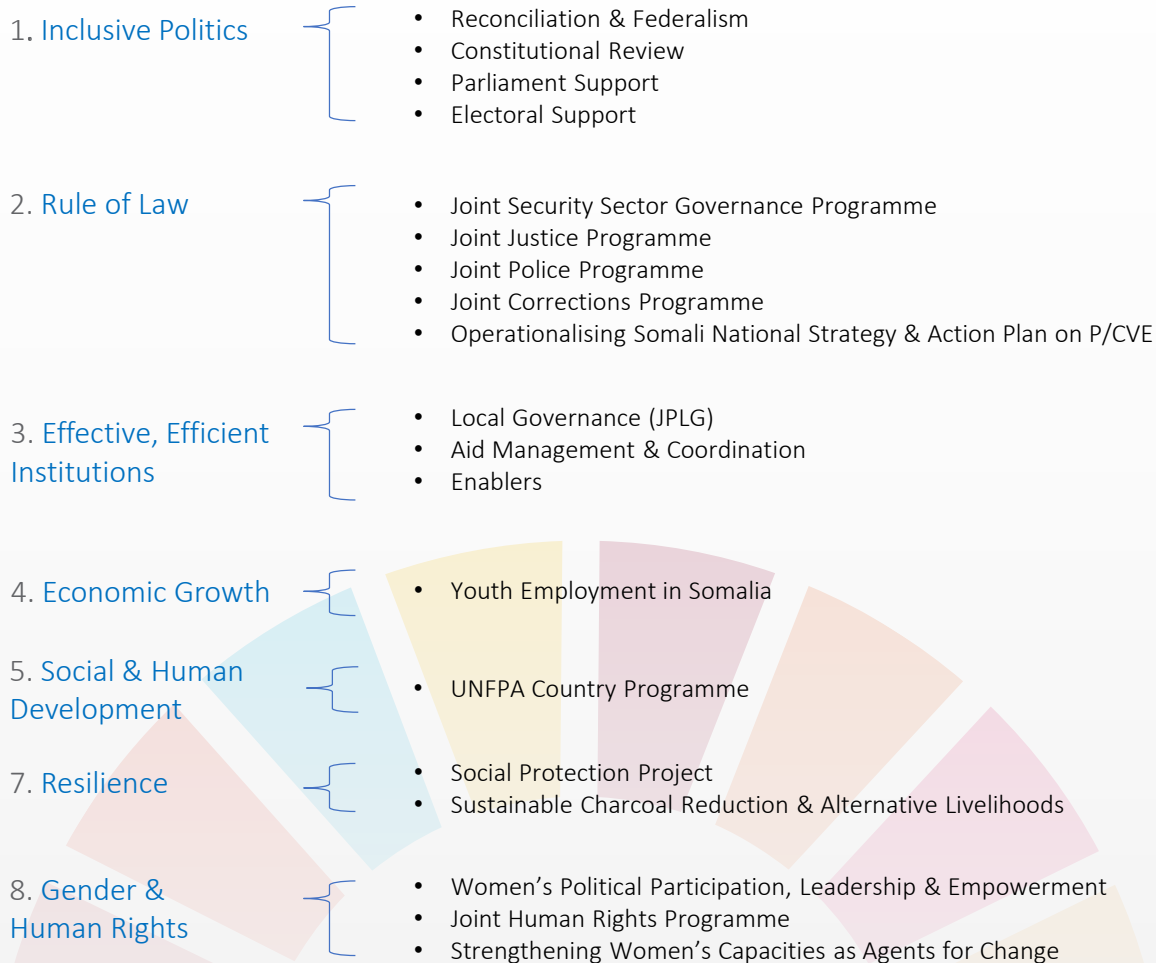 1. Inclusive Politics
• Reconciliation & Federalism
• Constitutional Review
• Parliament Support
• Electoral Support
2. Rule of Law
• Joint Security Sector Governance Programme
• Joint Justice Programme
• Joint Police Programme
• Joint Corrections Programme
• Operationalising Somali National Strategy & Action Plan on P/CVE
3. Effective, Efficient
Institutions
• Local Governance (JPLG)
• Aid Management & Coordination
• Enablers
4. Economic Growth
• Youth Employment in Somalia
5. Social & Human
Development
• UNFPA Country Programme
7. Resilience
• Social Protection Project
• Sustainable Charcoal Reduction & Alternative Livelihoods
8. Gender &
Human Rights
• Women’s Political Participation, Leadership & Empowerment
• Joint Human Rights Programme
• Strengthening Women’s Capacities as Agents for Change